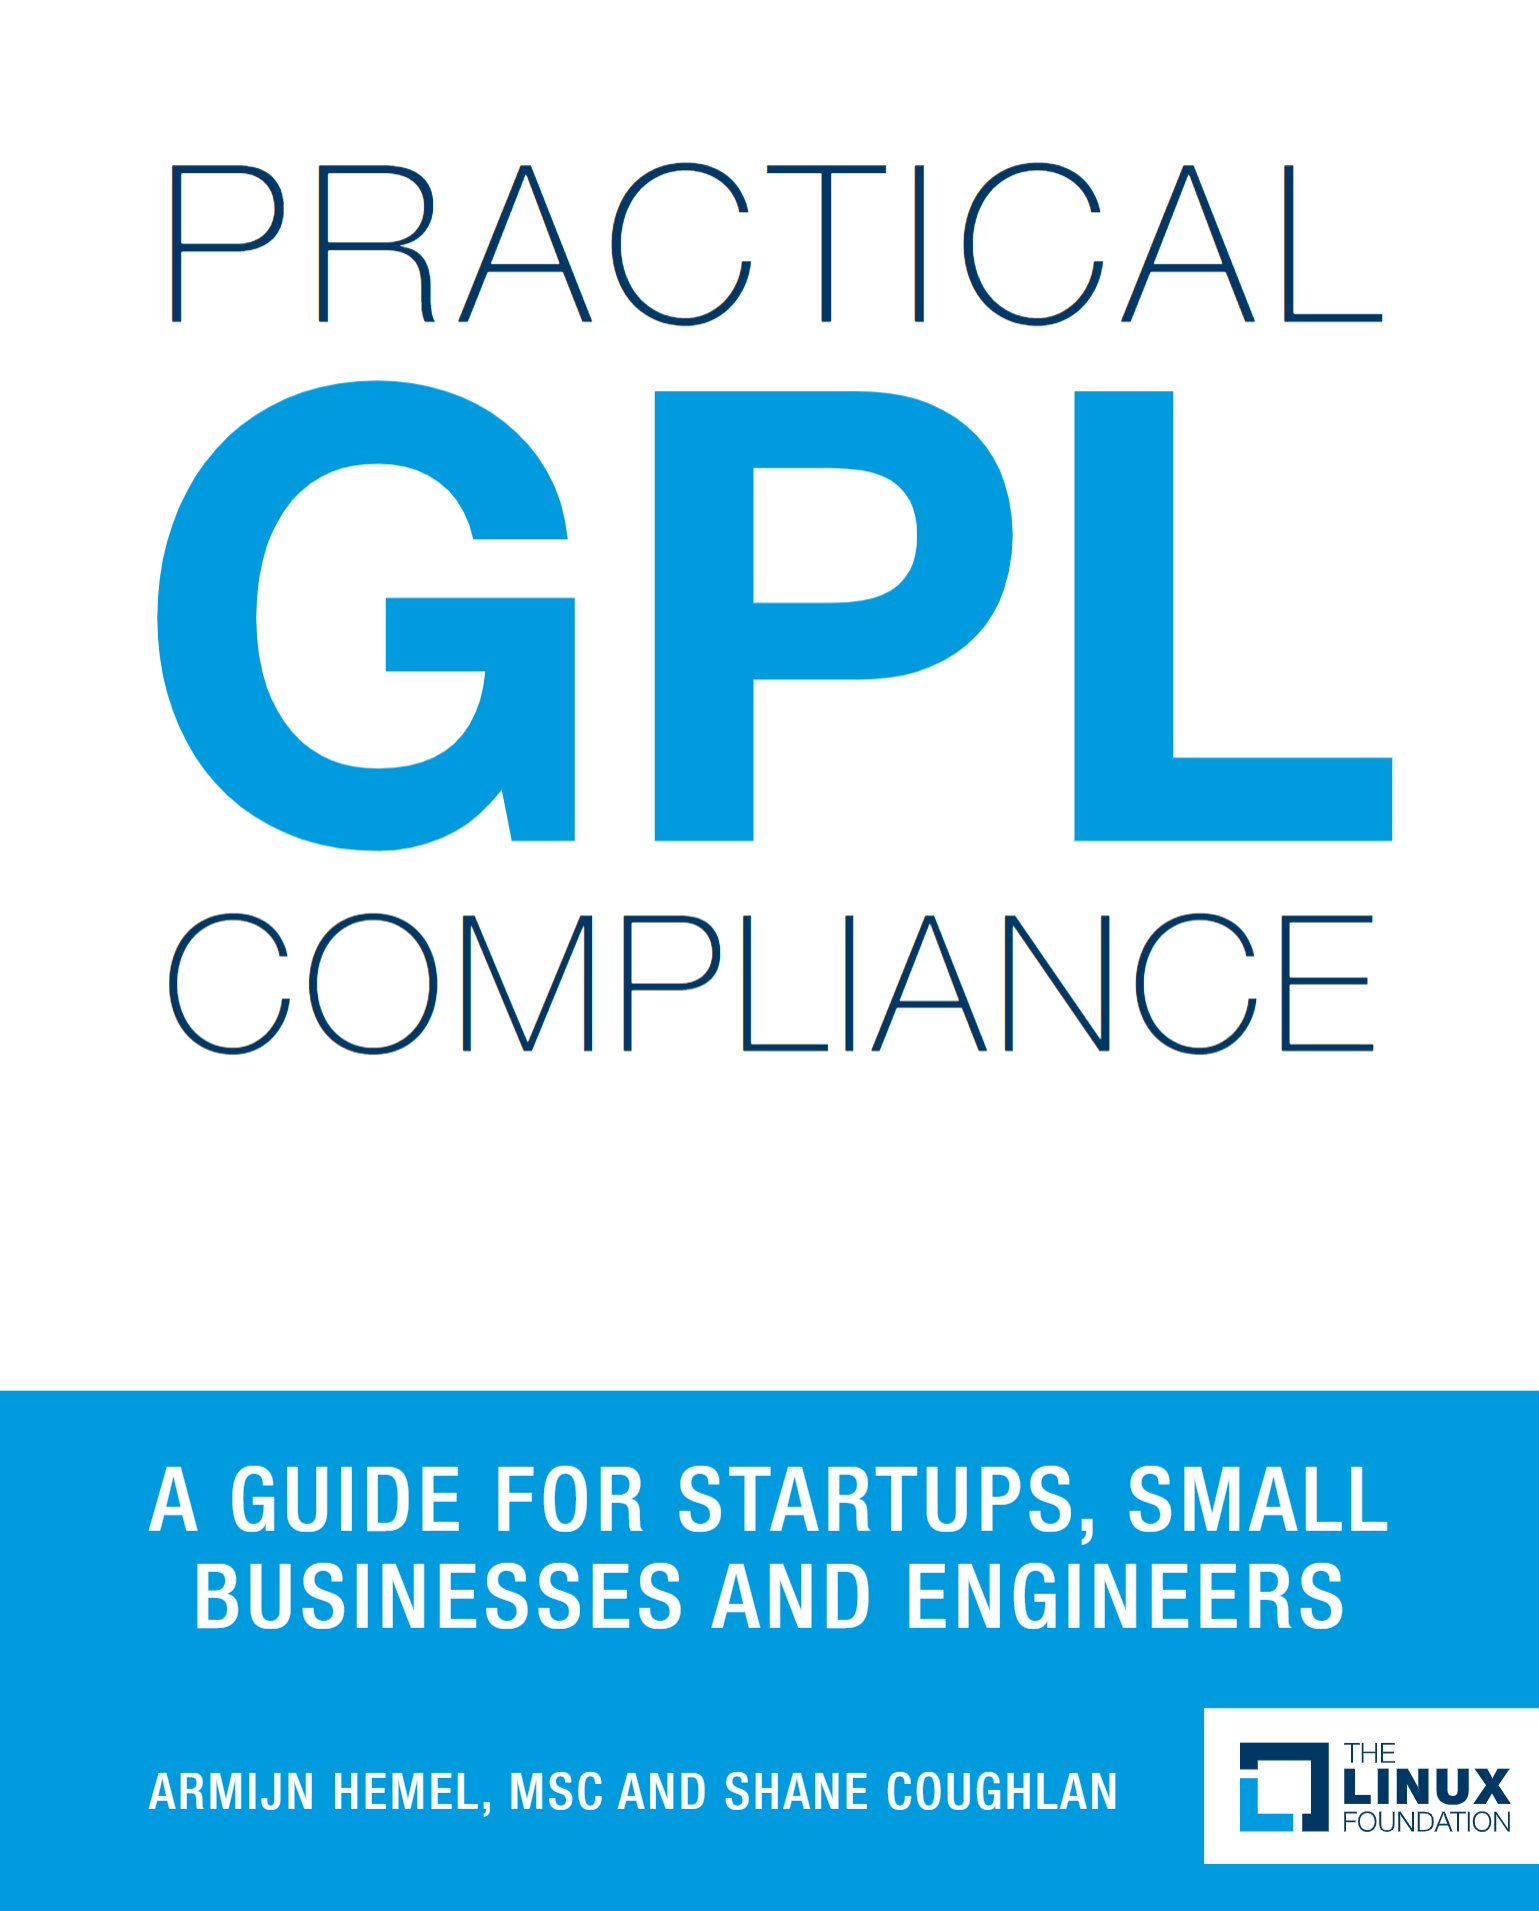 PRACTICAL
GPL
COMPLIANCE
A GUIDE FOR STARTUPS, SMALL
BUSINESSES AND ENGINEERS
ARMIJN HEMEL, MSC AND SHANE COUGHLAN
THE
LINUX
FOUNDATION